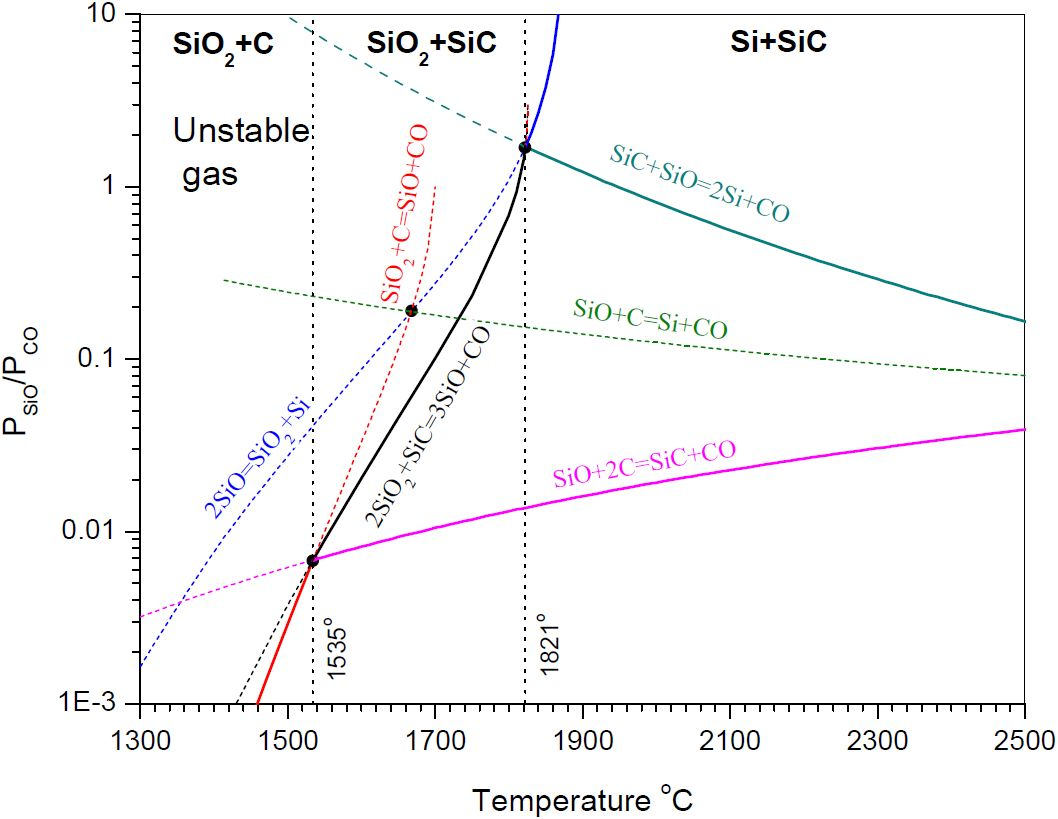 10
1
0.1
0.01
1E-3
P_SiO/P_CO
SiO₂+C
SiO₂+SiC
Si+SiC
Unstable
gas
SiO₂+C=SiO+CO
SiC+SiO=2Si+CO
SiO+C=Si+CO
2SiO=SiO₂+Si
2SiO₂+SiC=3SiO+CO
SiO+2C=SiC+CO
1535°
1821°
1300 1500 1700 1900 2100 2300 2500
Temperature °C